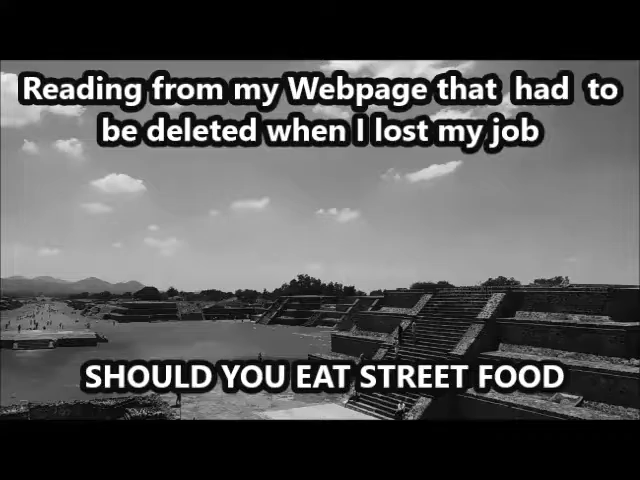 Reading from my Webpage that had to
be deleted when I lost my job
SHOULD YOU EAT STREET FOOD